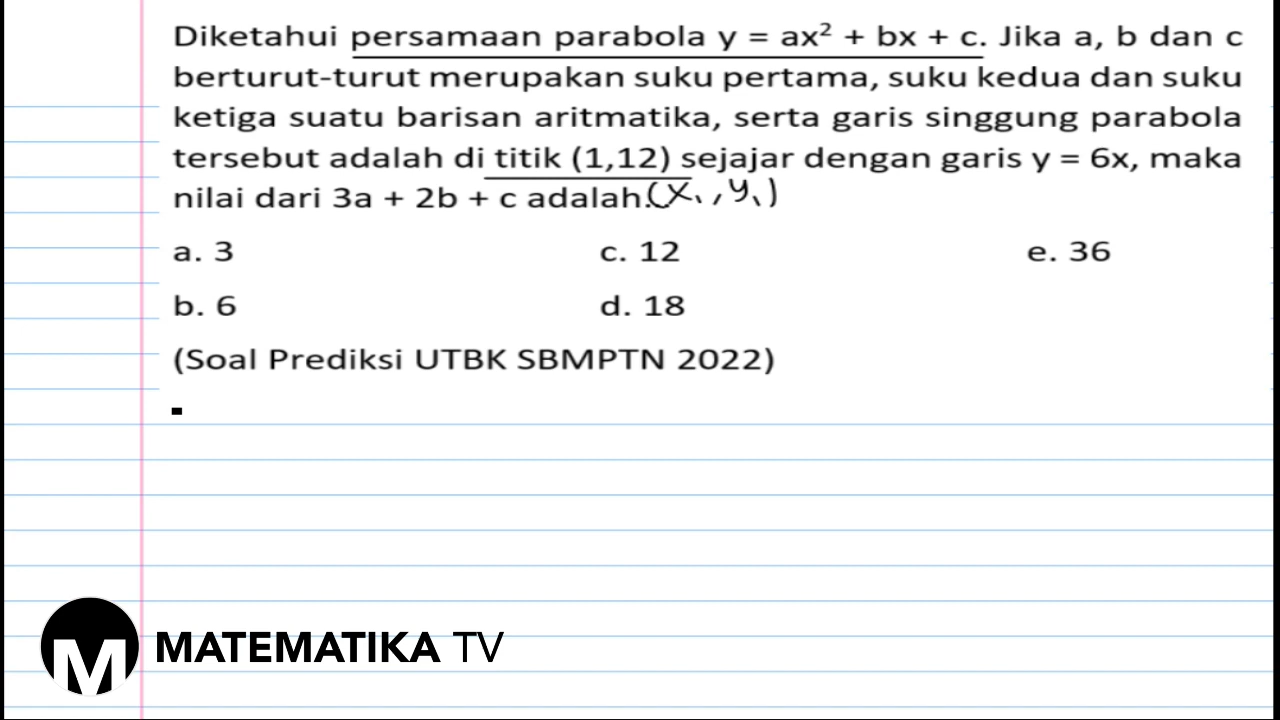 Diketahui persamaan parabola y = ax² + bx + c. Jika a, b dan c
berturut-turut merupakan suku pertama, suku kedua dan suku
ketiga suatu barisan aritmatika, serta garis singgung parabola
tersebut adalah di titik (1,12) sejajar dengan garis y = 6x, maka
nilai dari 3a + 2b + c adalah. (x₁, y₁)
a. 3 c. 12 e. 36
b. 6 d. 18
(Soal Prediksi UTBK SBMPTN 2022)
M MATEMATIKA TV